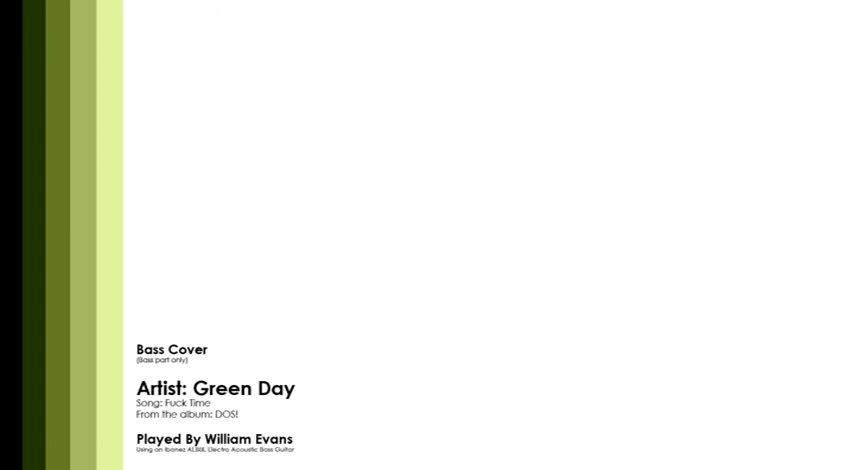 Bass Cover
(Bass part only)
Artist: Green Day
Song: Fuck Time
From the album: DOS!
Played By William Evans
Using an Ibanez Electro Acoustic Bass Guitar